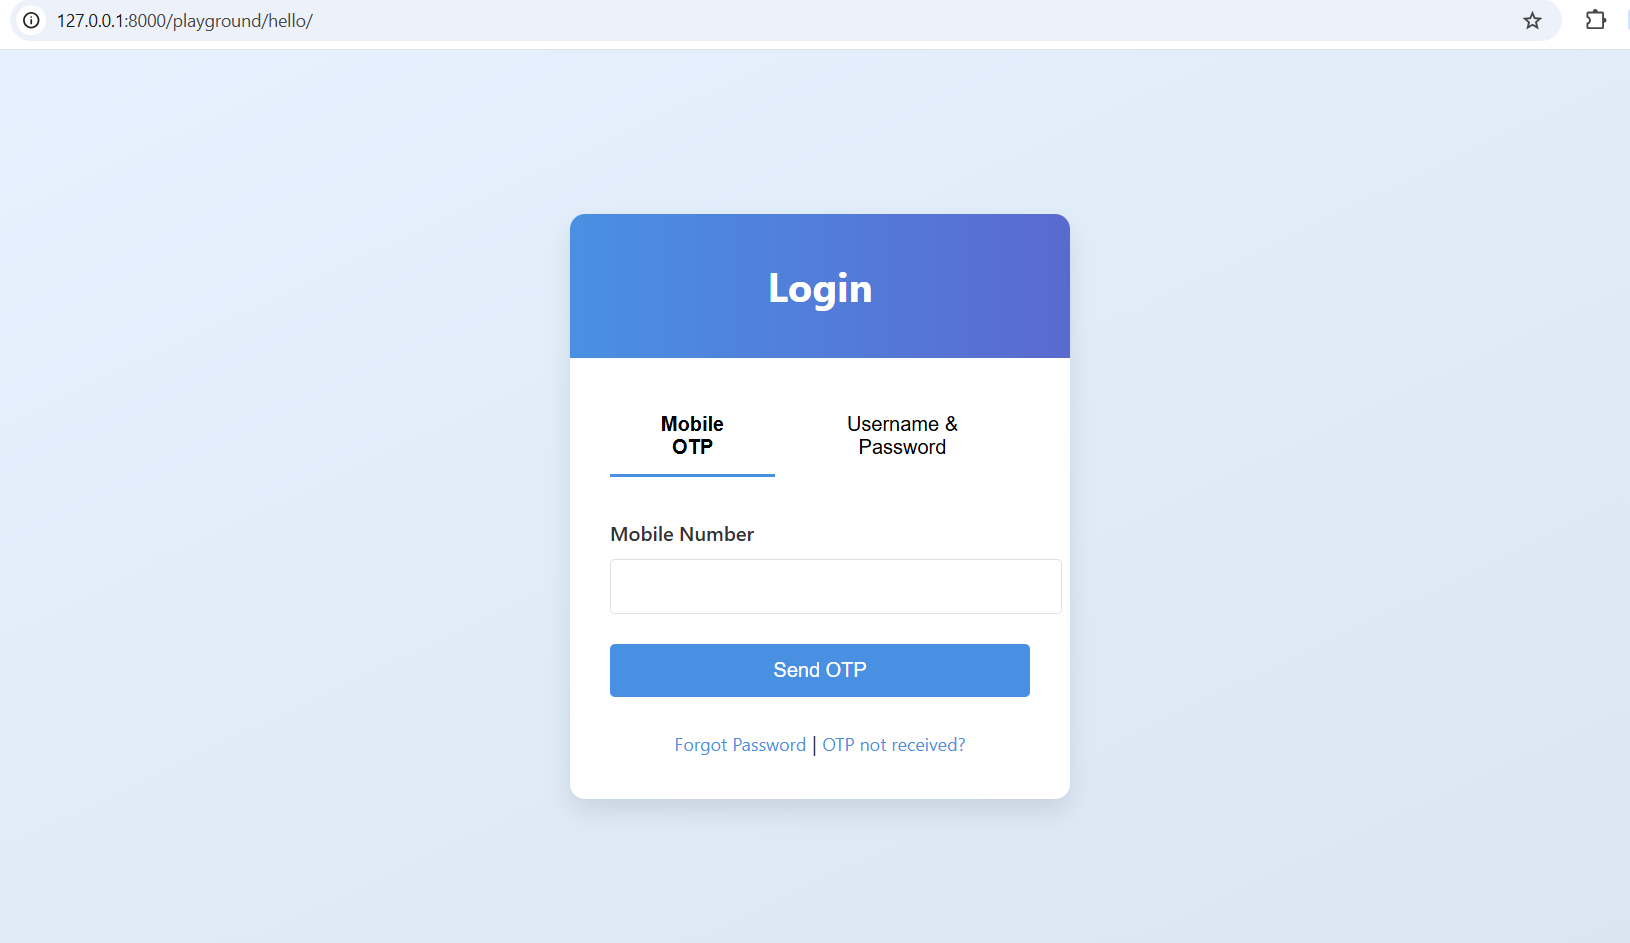 127.0.0.1:8000/playground/hello/
Login
Mobile
OTP
Username &
Password
Mobile Number
Send OTP
Forgot Password | OTP not received?